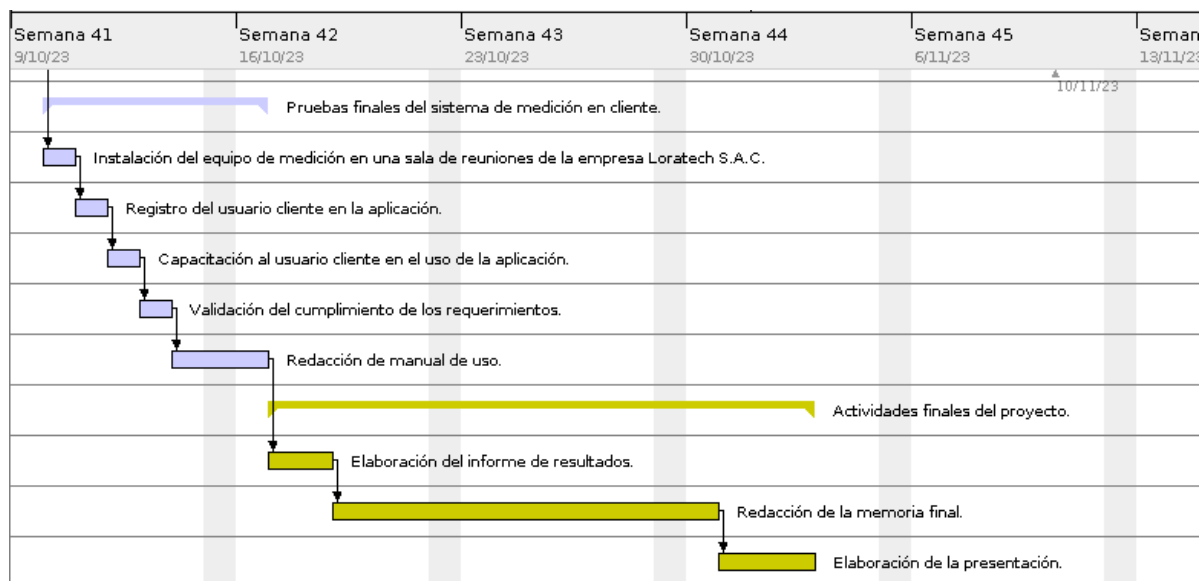 Semana 41
Semana 42
Semana 43
Semana 44
Semana 45
Seman
9/10/23
16/10/23
23/10/23
30/10/23
6/11/23
13/11/23
10/11/23
Pruebas finales del sistema de medición en cliente.
Instalación del equipo de medición en una sala de reuniones de la empresa Loratech S.A.C.
Registro del usuario cliente en la aplicación.
Capacitación al usuario cliente en el uso de la aplicación.
Validación del cumplimiento de los requerimientos.
Redacción de manual de uso.
Actividades finales del proyecto.
Elaboración del informe de resultados.
Redacción de la memoria final.
Elaboración de la presentación.